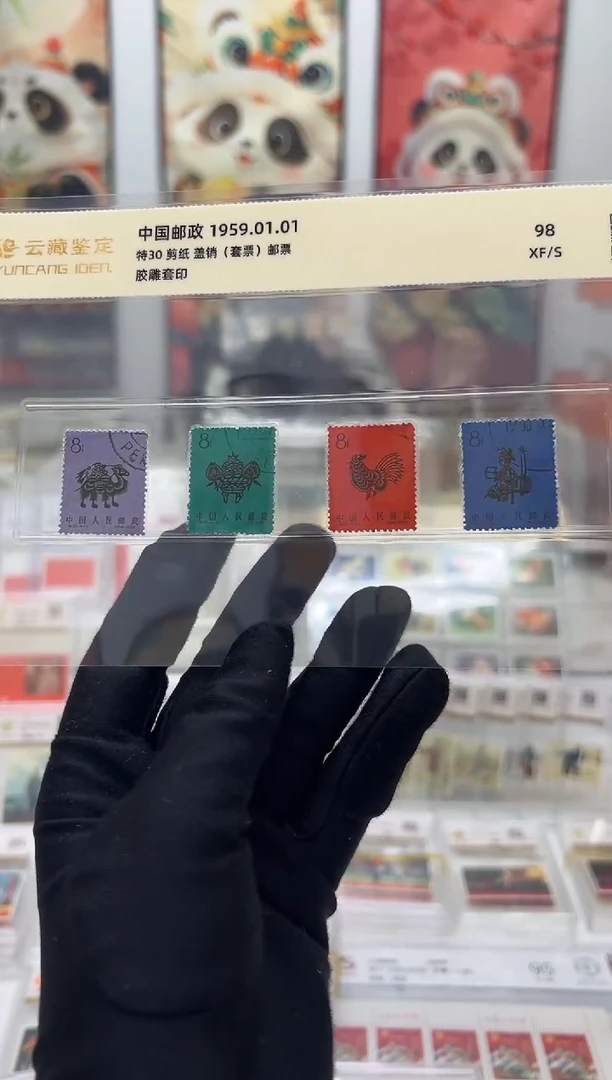 云藏鉴定
YUNCANG IDEN.
中国邮政 1959.01.01
特30 剪纸 盖销（套票）邮票
胶雕套印
98
XF/S
8
PE
中国人民邮政
8
中国人民邮政
8
中国人民邮政
8
中国人民邮政
95